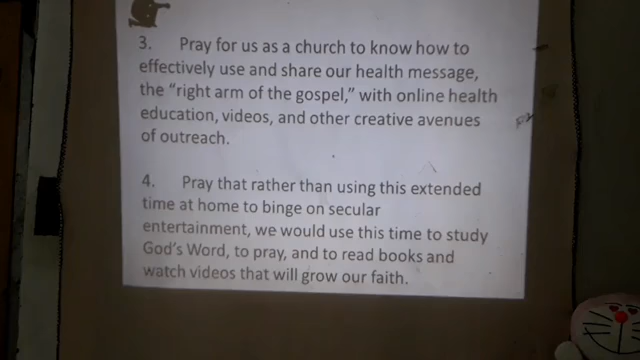 3. Pray for us as a church to know how to
effectively use and share our health message,
the “right arm of the gospel,” with online health
education, videos, and other creative avenues
of outreach.
4. Pray that rather than using this extended
time at home to binge on secular
entertainment, we would use this time to study
God’s Word, to pray, and to read books and
watch videos that will grow our faith.